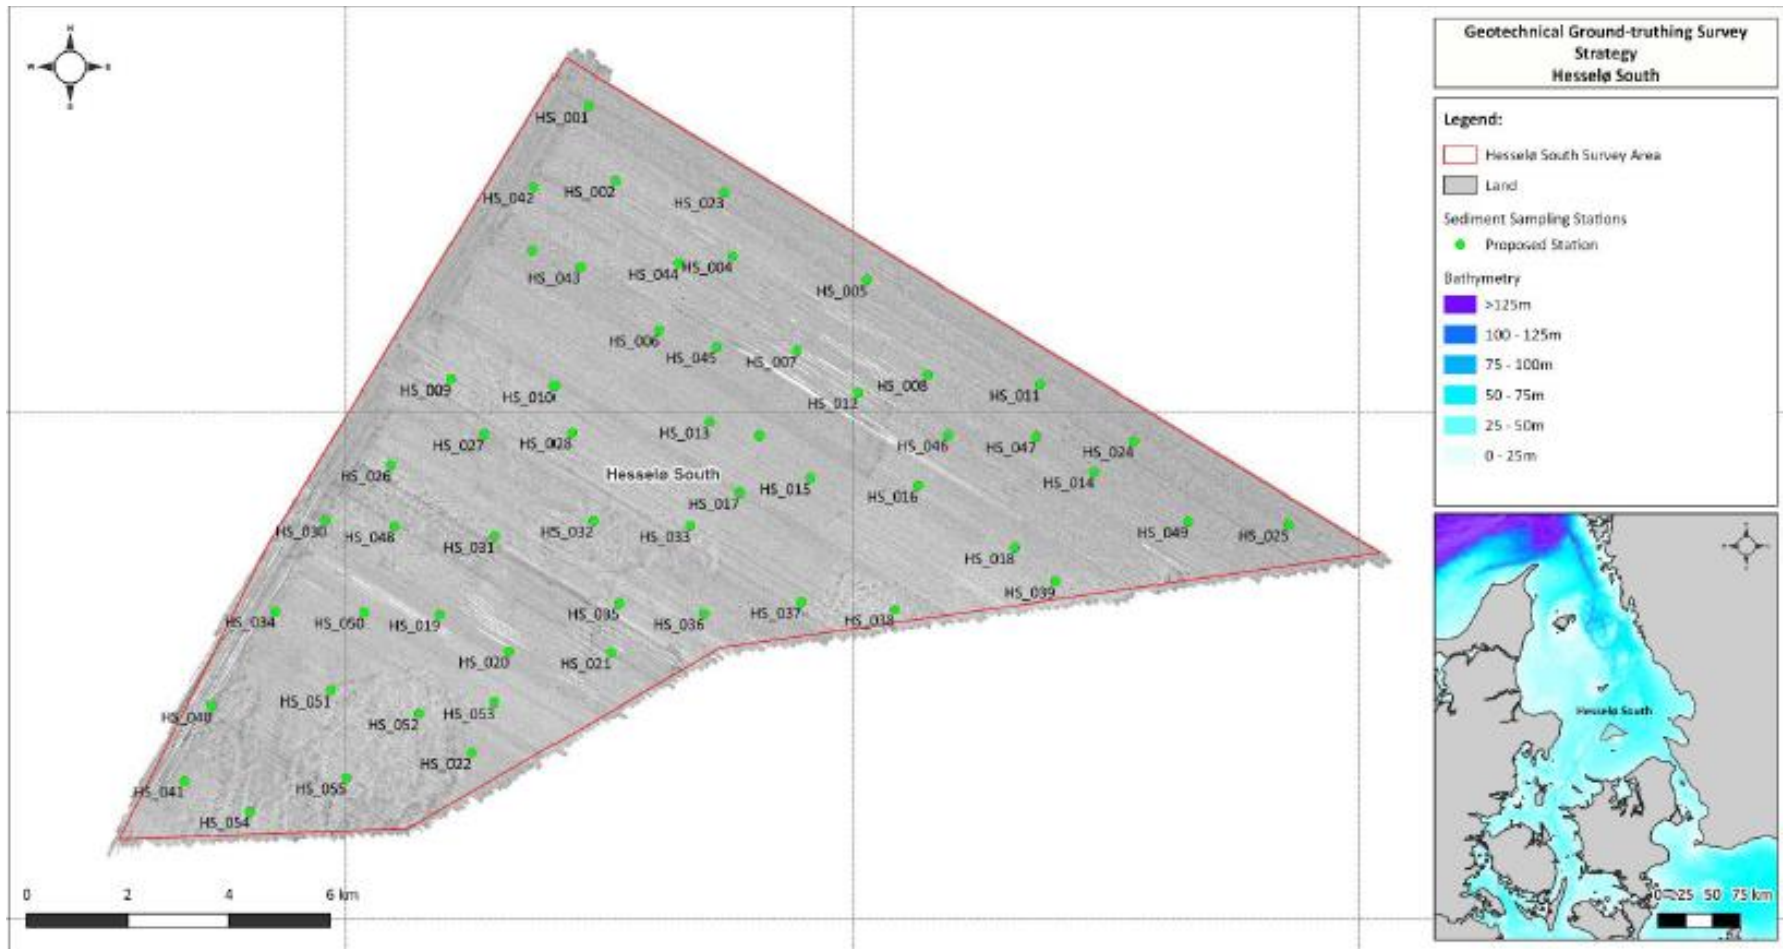 Geotechnical Ground-truthing Survey
Strategy
Hesselø South
N
W
S
Legend:
Hesselø South Survey Area
Land
Sediment Sampling Stations
Proposed Station
Bathymetry
>125m
100 - 125m
75 - 100m
50 - 75m
25 - 50m
0 - 25m
HS_001
HS_042
HS_002
HS_023
HS_043
HS_044
HS_004
HS_005
HS_006
HS_045
HS_007
HS_009
HS_010
HS_012
HS_008
HS_011
HS_027
HS_028
HS_013
HS_046
HS_047
HS_024
HS_026
Hesselø South
HS_017
HS_015
HS_016
HS_014
HS_030
HS_048
HS_031
HS_032
HS_033
HS_018
HS_049
HS_025
HS_039
HS_034
HS_050
HS_019
HS_035
HS_036
HS_037
HS_038
HS_020
HS_021
HS_040
HS_051
HS_052
HS_053
HS_022
HS_041
HS_055
HS_054
0 2 4 6 km
Hesselø South
0 25 50 75 km